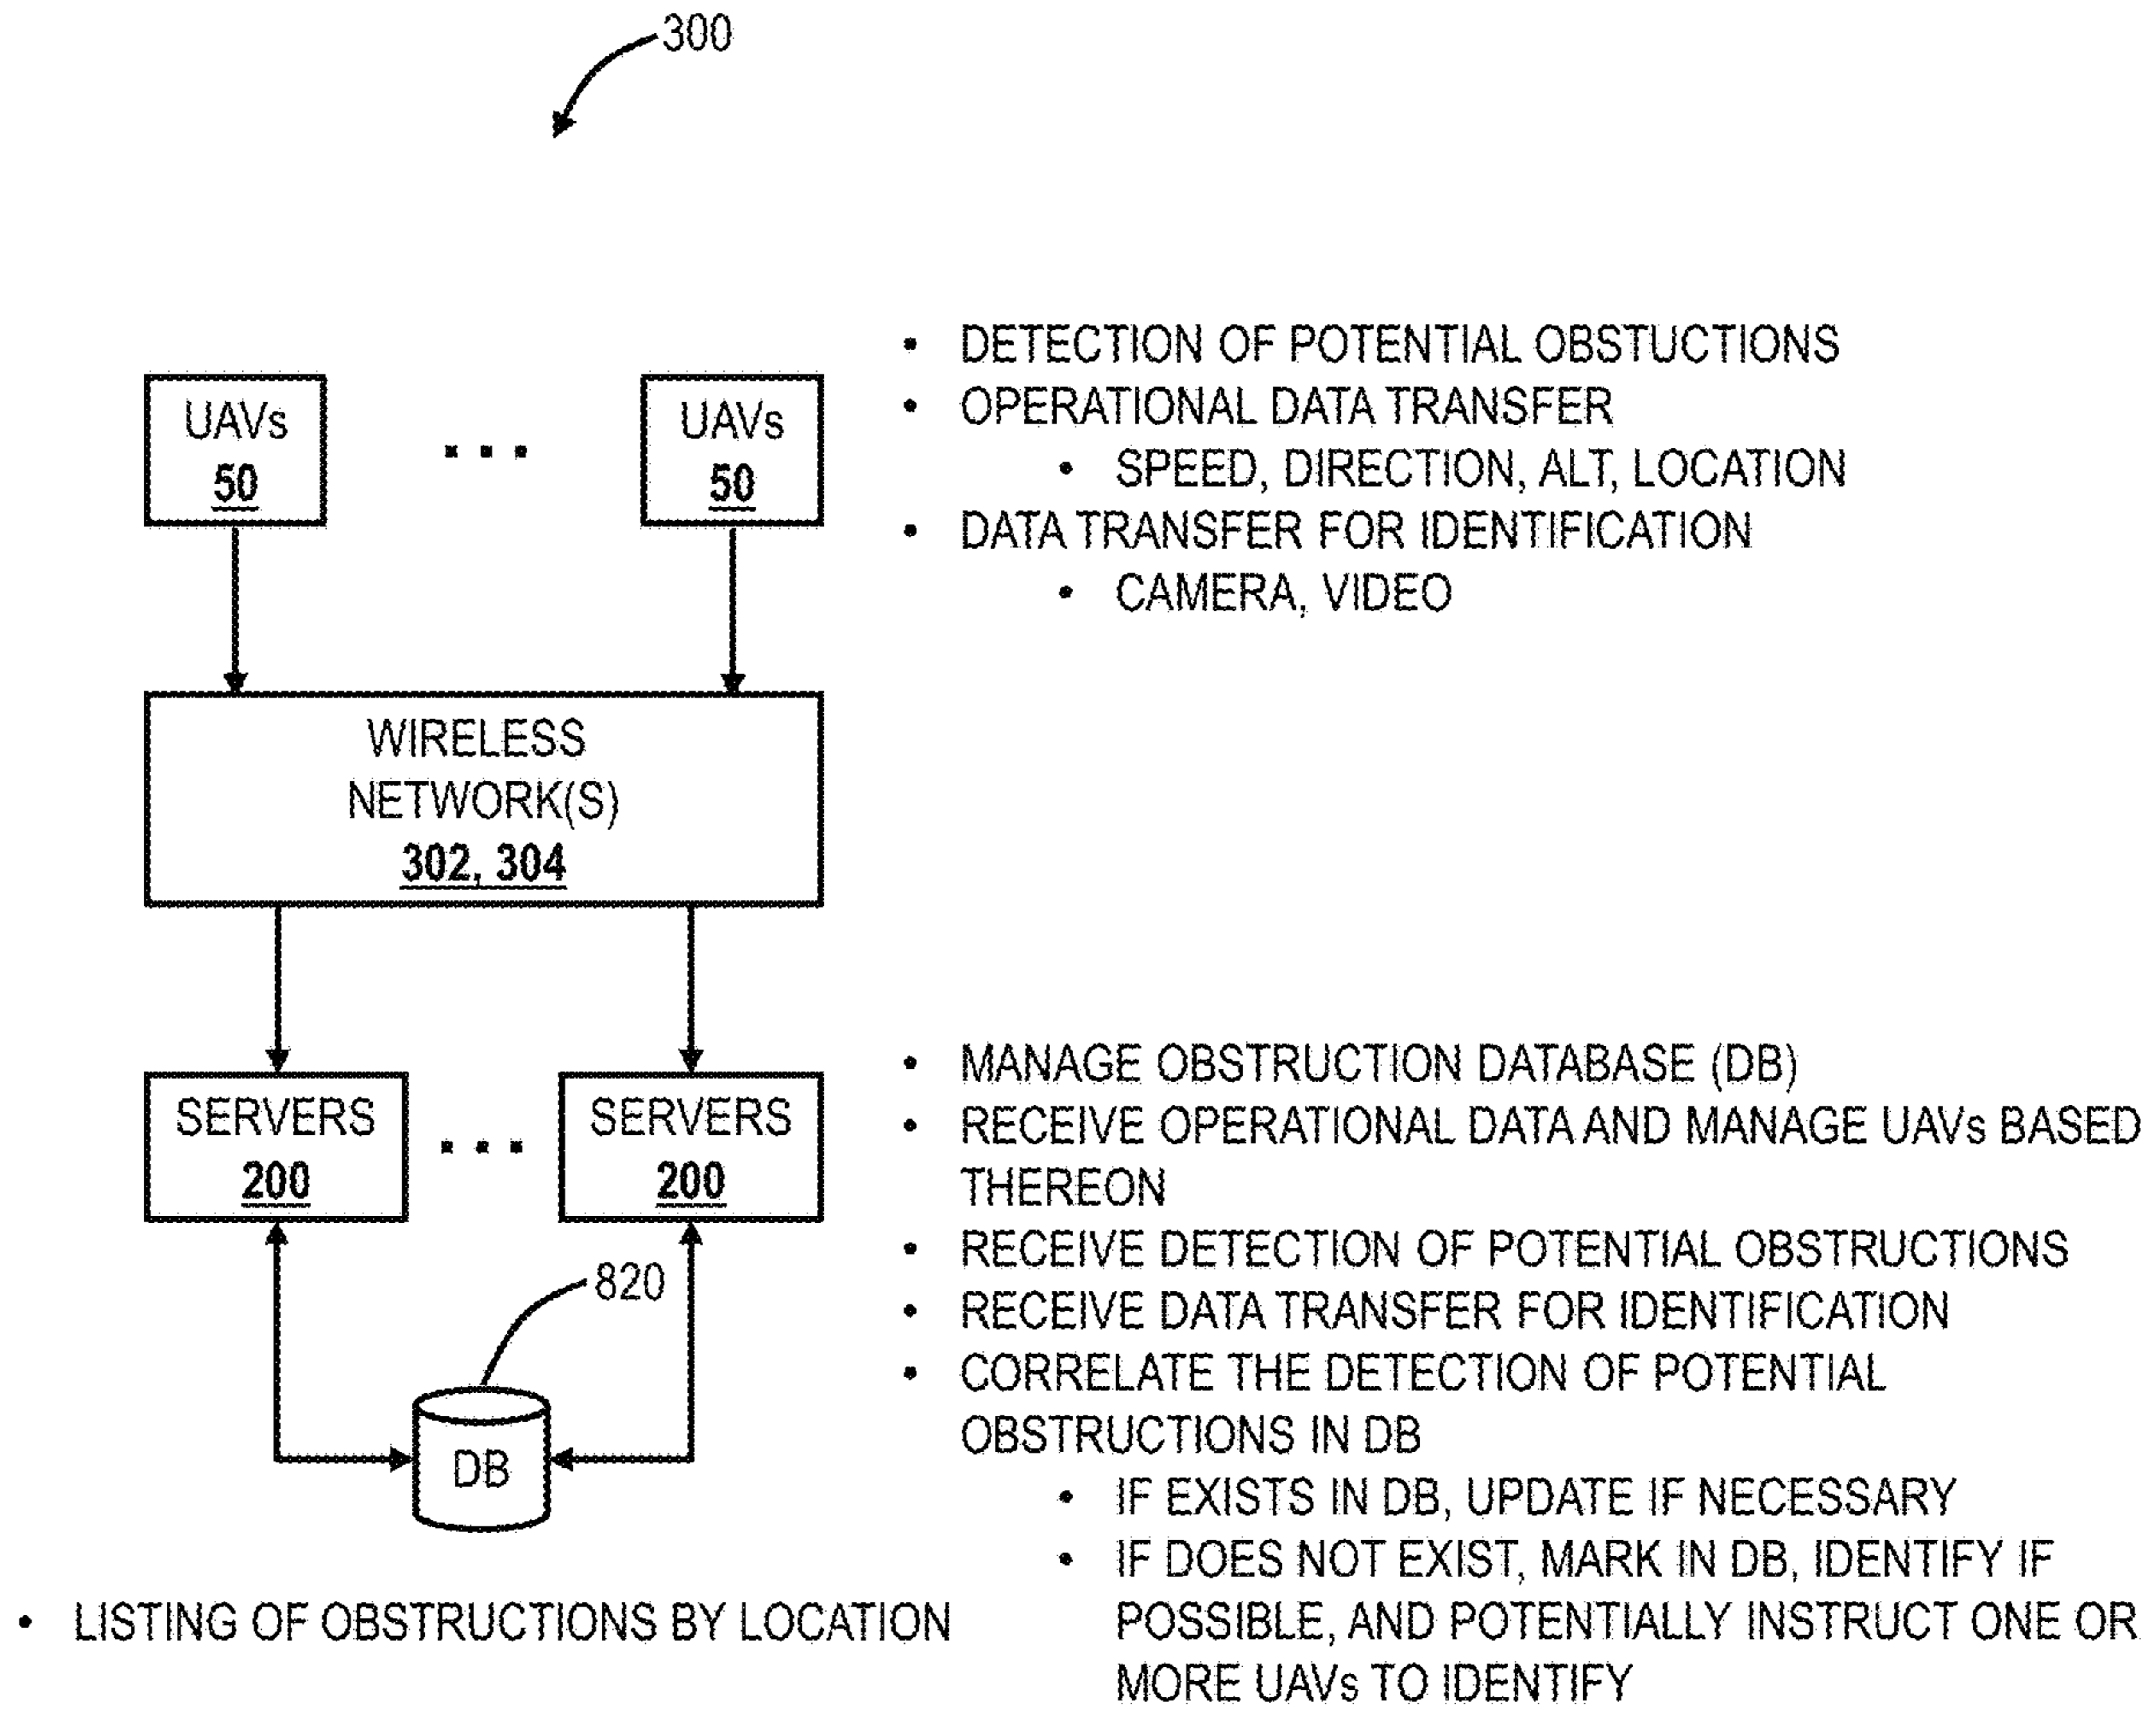 300
UAVs
50
. . .
UAVs
50
• DETECTION OF POTENTIAL OBSTUCTIONS
• OPERATIONAL DATA TRANSFER
• SPEED, DIRECTION, ALT, LOCATION
• DATA TRANSFER FOR IDENTIFICATION
• CAMERA, VIDEO
WIRELESS
NETWORK(S)
302, 304
SERVERS
200
. . .
SERVERS
200
820
DB
• LISTING OF OBSTRUCTIONS BY LOCATION
• MANAGE OBSTRUCTION DATABASE (DB)
• RECEIVE OPERATIONAL DATA AND MANAGE UAVs BASED
THEREON
• RECEIVE DETECTION OF POTENTIAL OBSTRUCTIONS
• RECEIVE DATA TRANSFER FOR IDENTIFICATION
• CORRELATE THE DETECTION OF POTENTIAL
OBSTRUCTIONS IN DB
• IF EXISTS IN DB, UPDATE IF NECESSARY
• IF DOES NOT EXIST, MARK IN DB, IDENTIFY IF
POSSIBLE, AND POTENTIALLY INSTRUCT ONE OR
MORE UAVs TO IDENTIFY